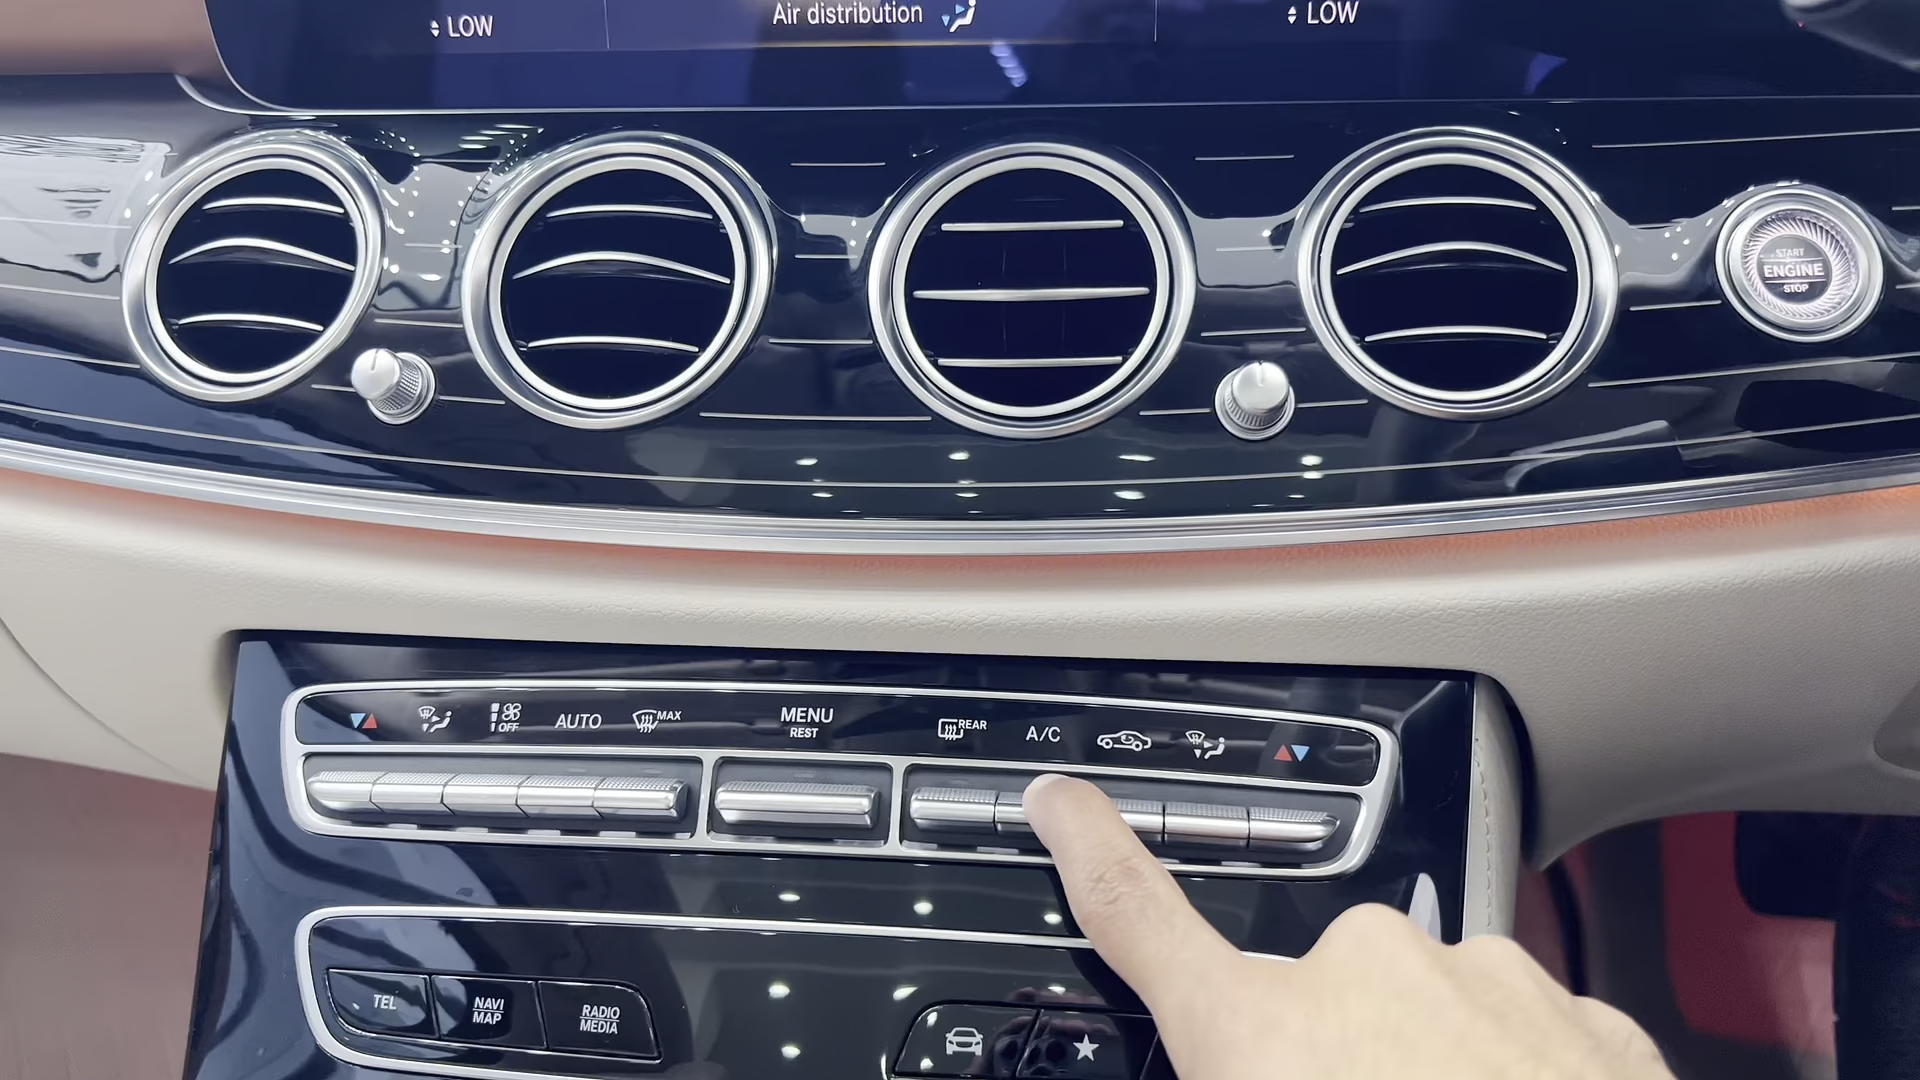 LOW
Air distribution
LOW
START
ENGINE
STOP
OFF
AUTO
MAX
MENU
REST
REAR
A/C
TEL
NAVI
MAP
RADIO
MEDIA